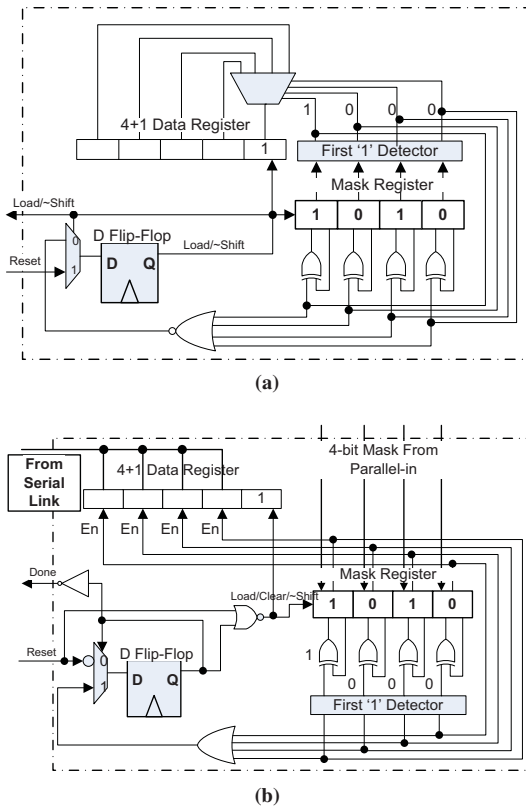 1 0 0 0
4+1 Data Register
1
First '1' Detector
Mask Register
1 0 1 0
Load/~Shift
D Flip-Flop
Load/~Shift
0
D Q
1
Reset
(a)
From Serial Link
4-bit Mask From
Parallel-in
4+1 Data Register
1
En En En En
Done
Mask Register
Load/Clear/~Shift
1 0 1 0
Reset
D Flip-Flop
0
D Q
1
1
0 0 0
First '1' Detector
(b)